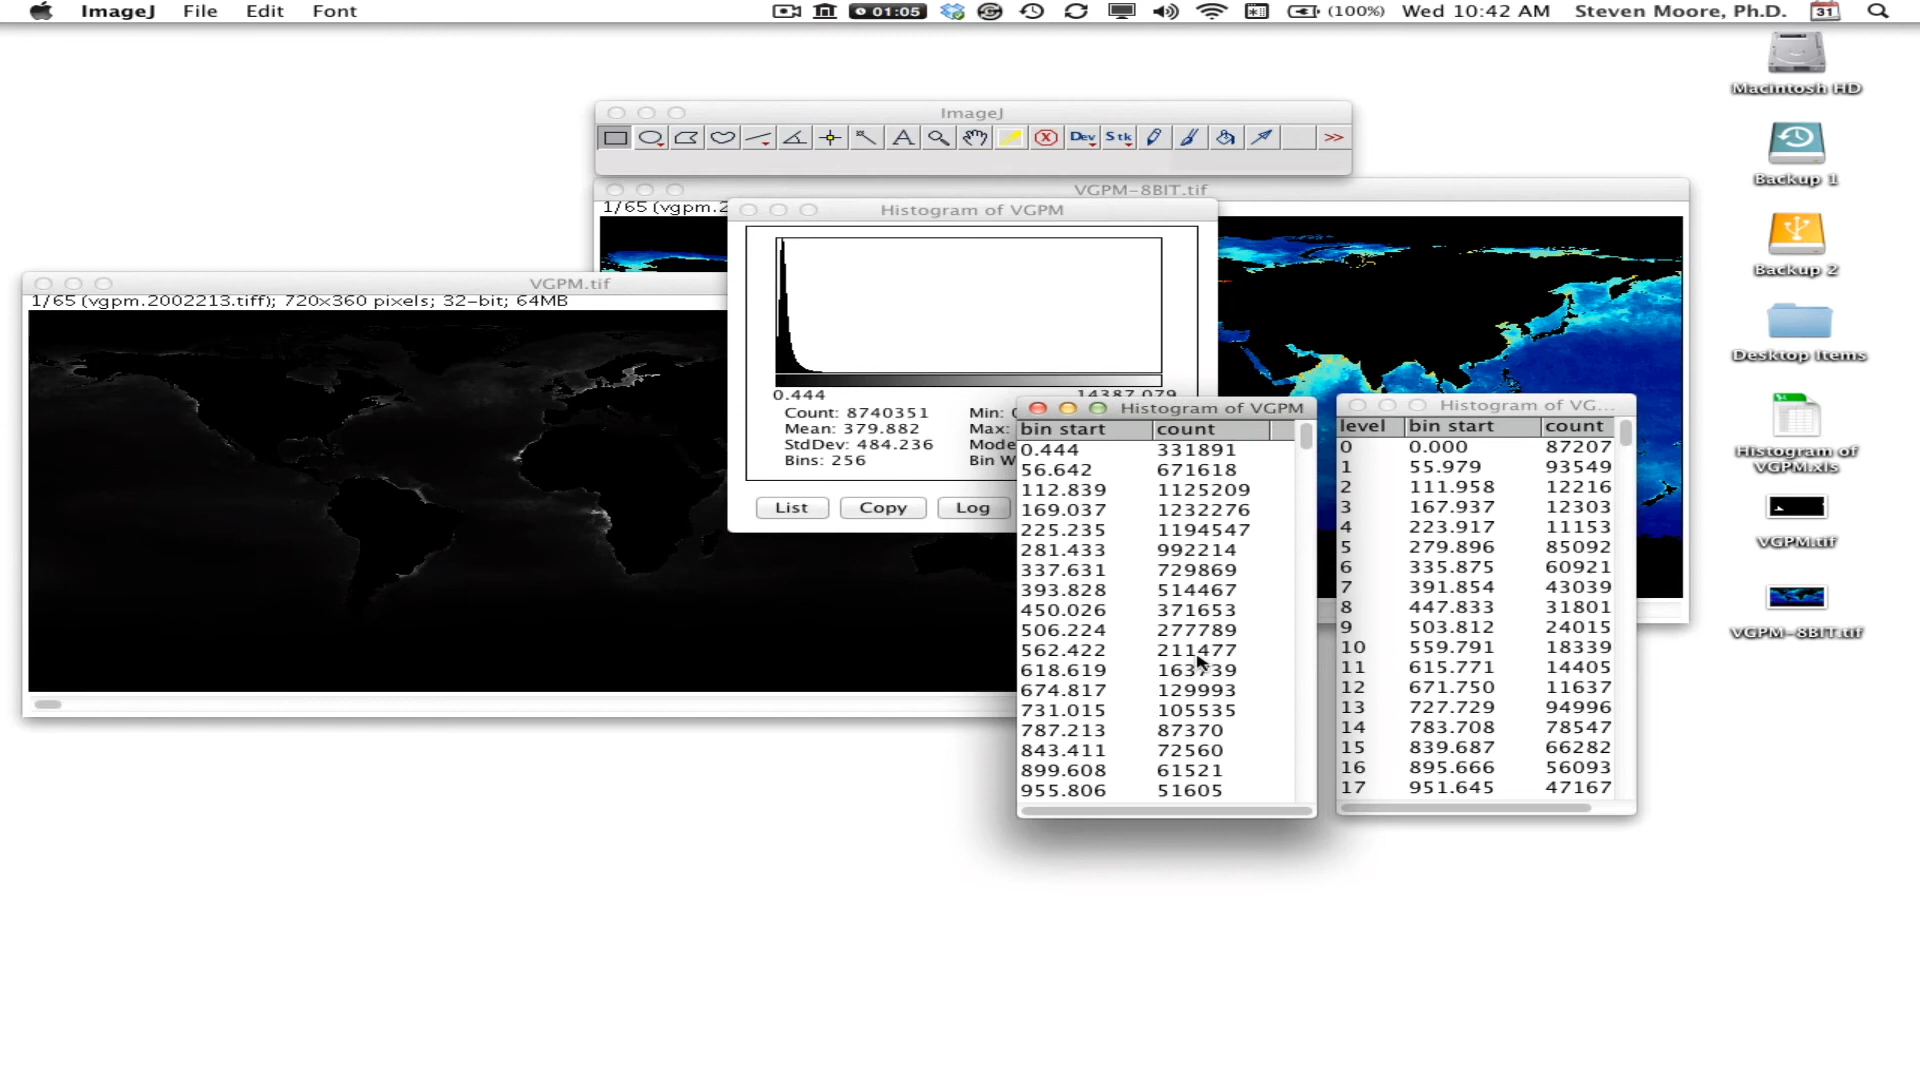 ImageJ File Edit Font 01:05 (100%) Wed 10:42 AM Steven Moore, Ph.D. 31
Macintosh HD
ImageJ
A Dev Stk >>
Backup 1
VGPM-8BIT.tif
1/65 (vgpm.2
Histogram of VGPM
Backup 2
VGPM.tif
1/65 (vgpm.2002213.tiff); 720x360 pixels; 32-bit; 64MB
0.444 14387.079
Count: 8740351 Min:
Mean: 379.882 Max:
StdDev: 484.236
Bins: 256 Bin
List Copy Log
Desktop Items
Histogram of VGPM
bin start count
0.444 331891
56.642 671618
112.839 1125209
169.037 1232276
225.235 1194547
281.433 992214
337.631 729869
393.828 514467
450.026 371653
506.224 277789
562.422 211477
618.619 163739
674.817 129993
731.015 105535
787.213 87370
843.411 72560
899.608 61521
955.806 51605
Histogram of VG...
level bin start count
0 0.000 87207
1 55.979 93549
2 111.958 12216
3 167.937 12303
4 223.917 11153
5 279.896 85092
6 335.875 60921
7 391.854 43039
8 447.833 31801
9 503.812 24015
10 559.791 18339
11 615.771 14405
12 671.750 11637
13 727.729 94996
14 783.708 78547
15 839.687 66282
16 895.666 56093
17 951.645 47167
Histogram of
VGPM.xls
VGPM.tif
VGPM-8BIT.tif